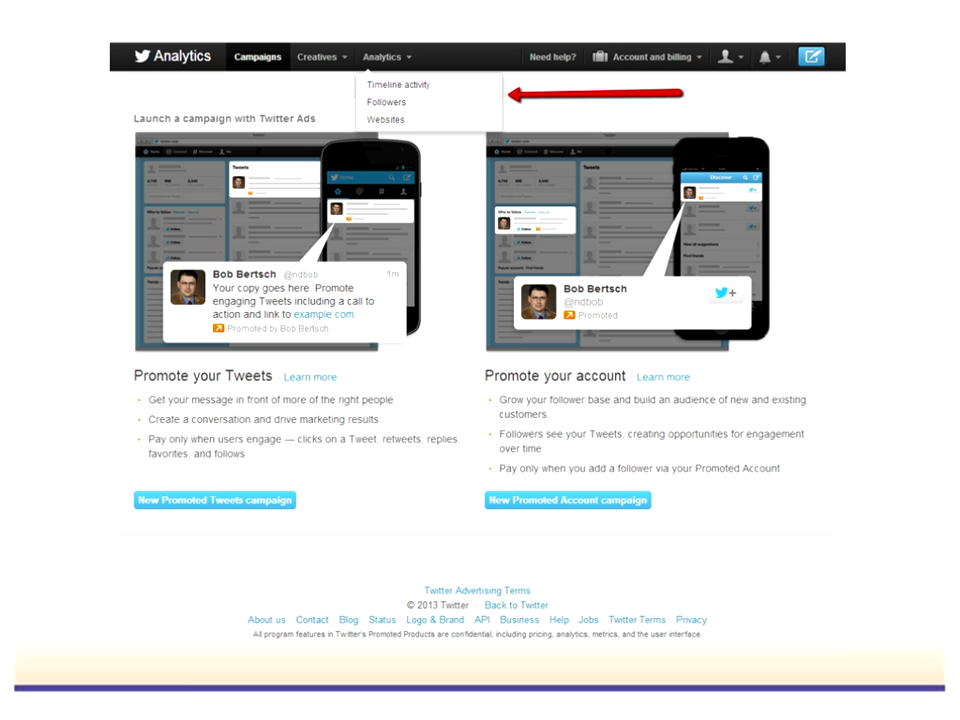 Analytics Campaigns Creatives Analytics Need help? Account and billing
Timeline activity
Followers
Websites
Launch a campaign with Twitter Ads
Bob Bertsch @ndbob 1m
Your copy goes here. Promote
engaging Tweets including a call to
action and link to example.com.
Promoted by Bob Bertsch
Bob Bertsch
@ndbob
Promoted
Promote your Tweets · Learn more
Get your message in front of more of the right people
Create a conversation and drive marketing results
Pay only when users engage — clicks on a Tweet, retweets, replies,
favorites, and follows
New Promoted Tweets campaign
Promote your account · Learn more
Grow your follower base and build an audience of new and existing
customers
Followers see your Tweets, creating opportunities for engagement
over time
Pay only when you add a follower via your Promoted Account
New Promoted Account campaign
Twitter Advertising Terms
© 2013 Twitter · Back to Twitter
About us Contact Blog Status Logo & Brand API Business Help Jobs Twitter Terms Privacy
All program features in Twitter's Promoted Products are confidential, including pricing, analytics, metrics, and the user interface.